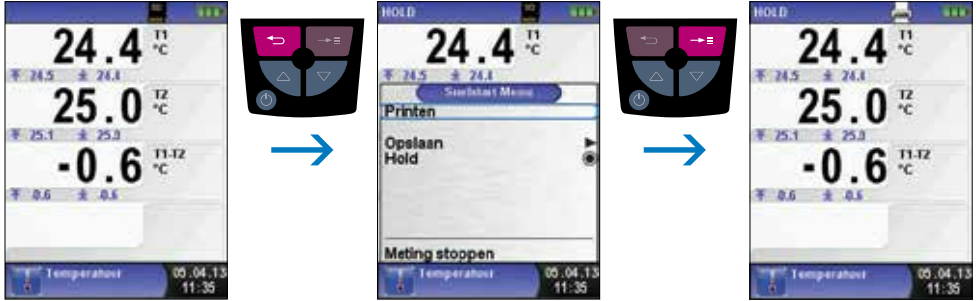 24.4 T1 °C
24.5 24.4
25.0 T2 °C
25.1 25.0
-0.6 T1-T2 °C
-0.6 -0.6
Temperatuur 05.04.13
11:35
HOLD
24.4 T1 °C
24.5 24.4
Snelstart Menu
Printen
Opslaan
Hold
Meting stoppen
Temperatuur 05.04.13
11:35
HOLD
24.4 T1 °C
24.5 24.4
25.0 T2 °C
25.1 25.0
-0.6 T1-T2 °C
-0.6 -0.6
Temperatuur 05.04.13
11:35